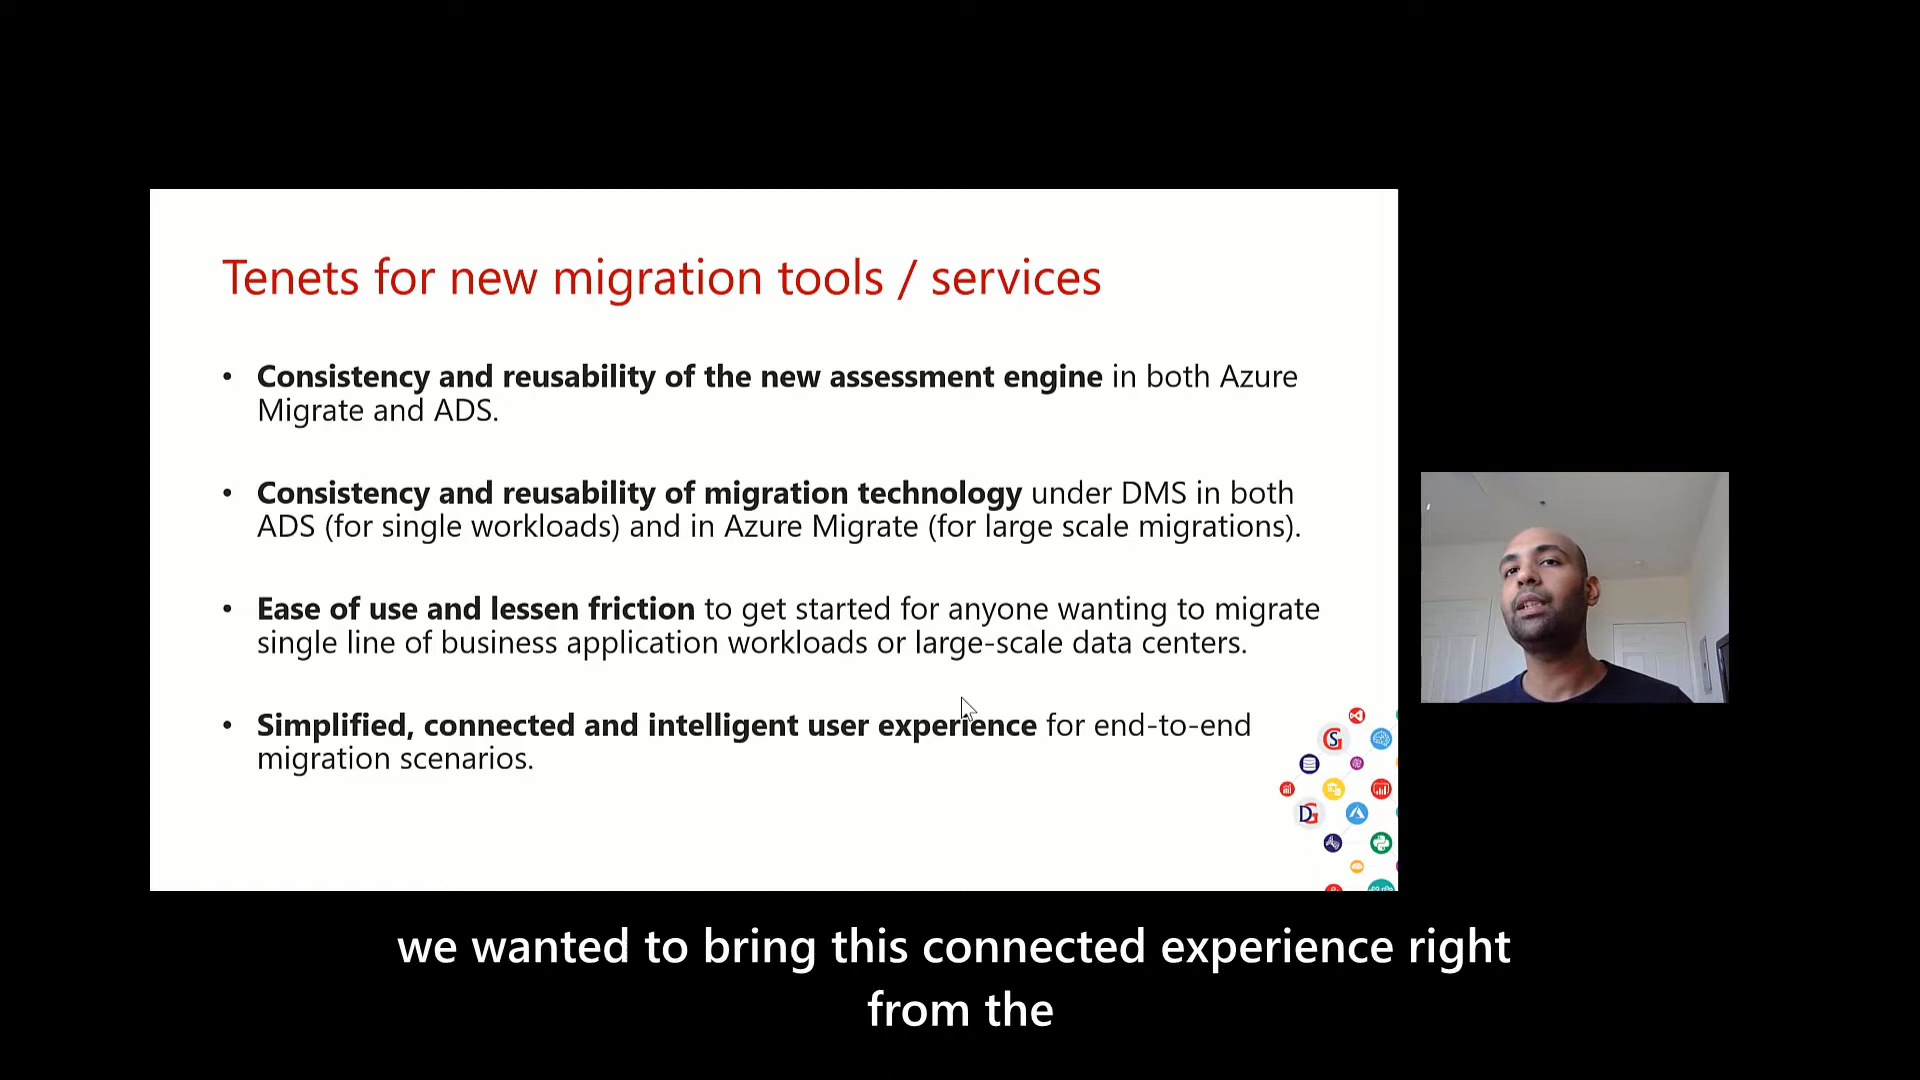 Tenets for new migration tools / services
• Consistency and reusability of the new assessment engine in both Azure
Migrate and ADS.
• Consistency and reusability of migration technology under DMS in both
ADS (for single workloads) and in Azure Migrate (for large scale migrations).
• Ease of use and lessen friction to get started for anyone wanting to migrate
single line of business application workloads or large-scale data centers.
• Simplified, connected and intelligent user experience for end-to-end
migration scenarios.
GS
DG
we wanted to bring this connected experience right
from the